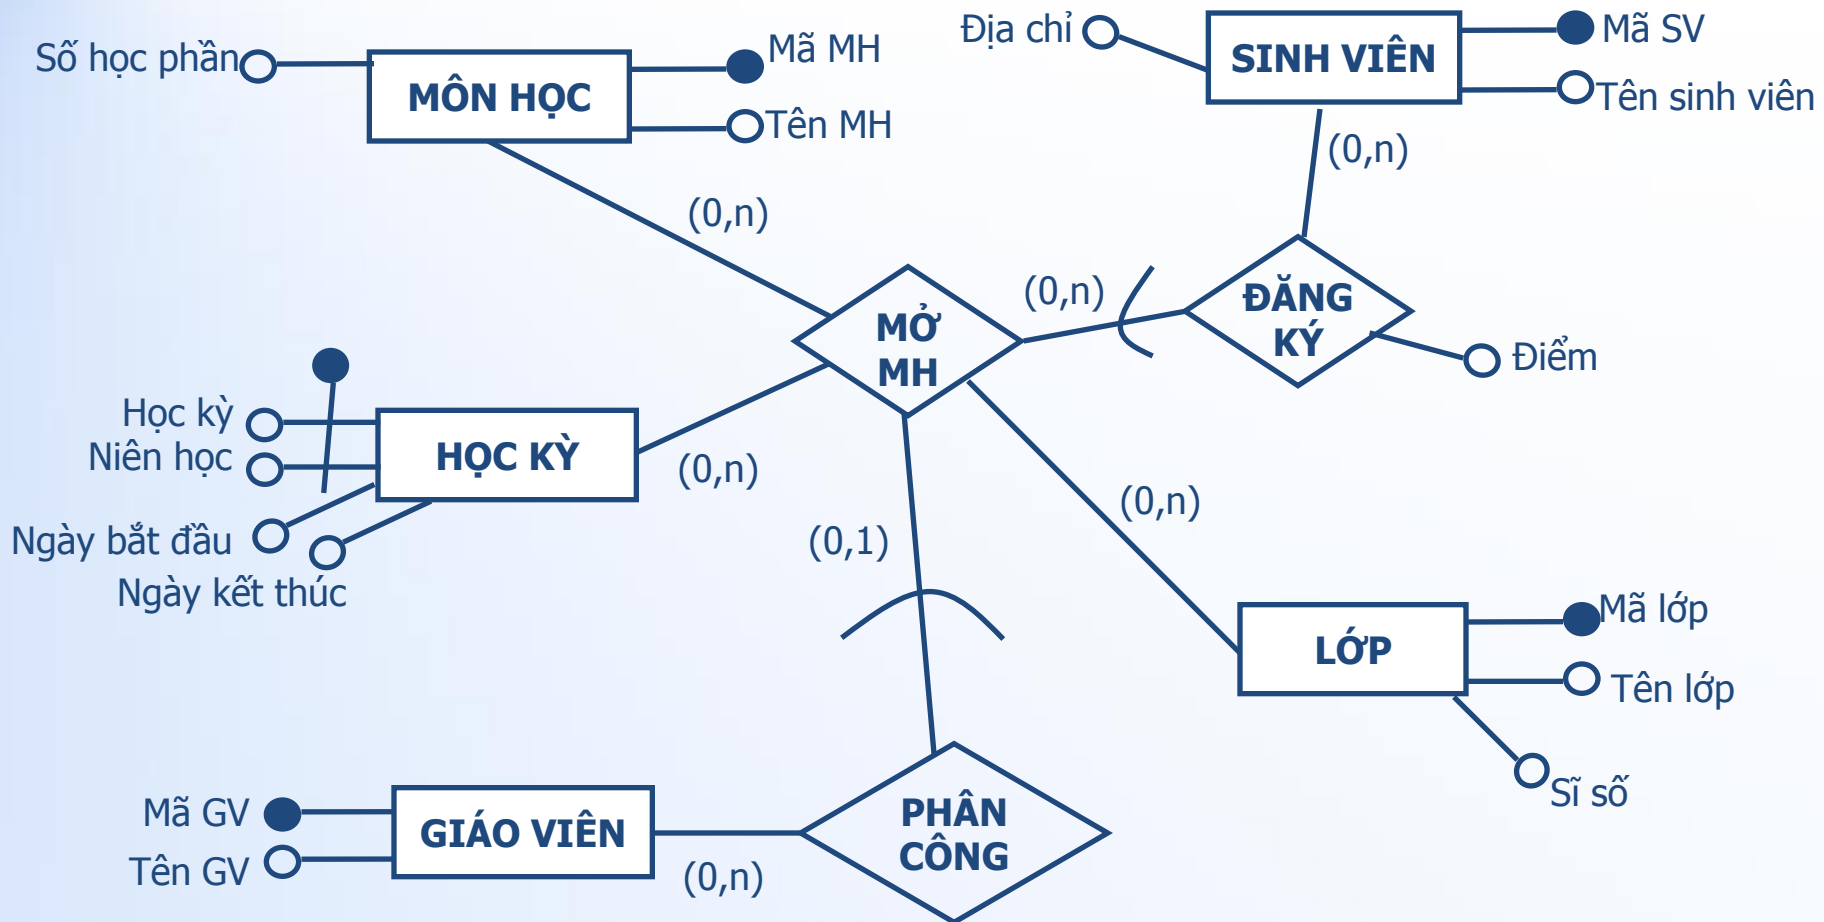 Địa chỉ
SINH VIÊN
Mã SV
Tên sinh viên
Số học phần
MÔN HỌC
Mã MH
Tên MH
(0,n)
(0,n)
(0,n)
MỞ
MH
ĐĂNG
KÝ
Điểm
Học kỳ
Niên học
HỌC KỲ
(0,n)
(0,n)
Ngày bắt đầu
Ngày kết thúc
(0,1)
Mã lớp
LỚP
Tên lớp
Sĩ số
Mã GV
GIÁO VIÊN
Tên GV
(0,n)
PHÂN
CÔNG